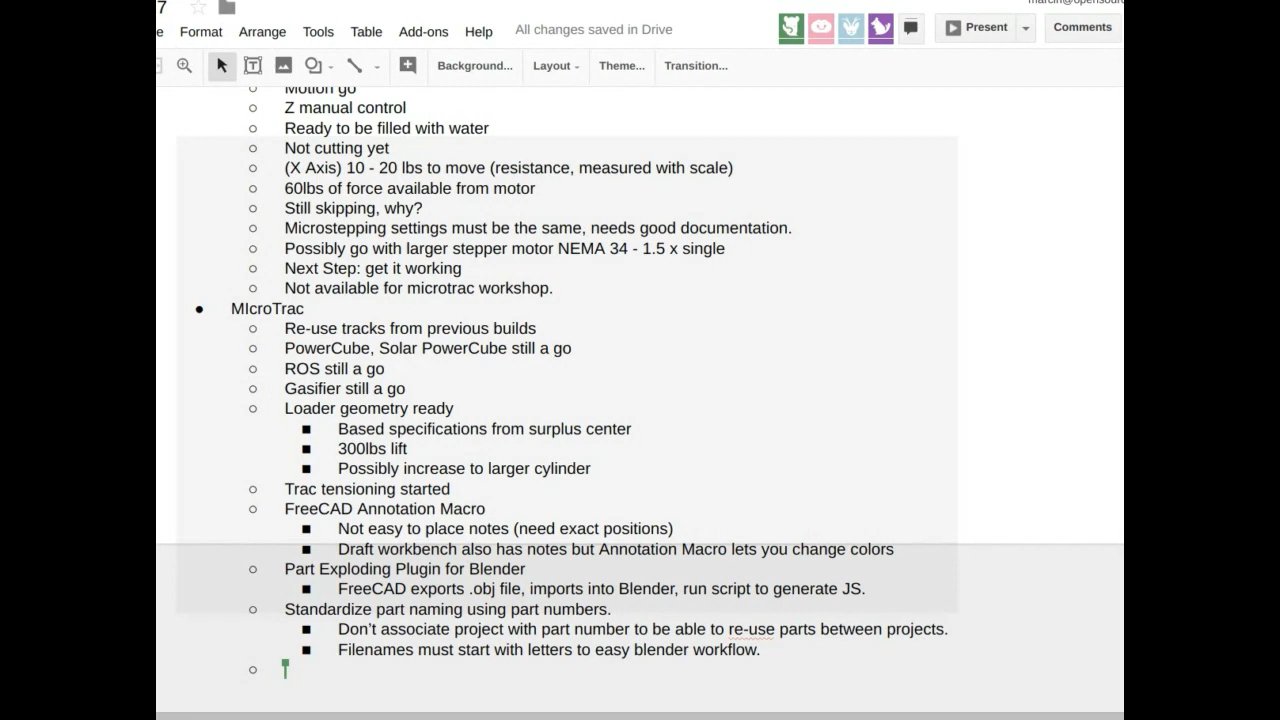 7
e Format Arrange Tools Table Add-ons Help All changes saved in Drive Present Comments
Background... Layout Theme... Transition...
Motion go
Z manual control
Ready to be filled with water
Not cutting yet
(X Axis) 10 - 20 lbs to move (resistance, measured with scale)
60lbs of force available from motor
Still skipping, why?
Microstepping settings must be the same, needs good documentation.
Possibly go with larger stepper motor NEMA 34 - 1.5 x single
Next Step: get it working
Not available for microtrac workshop.
MIcroTrac
Re-use tracks from previous builds
PowerCube, Solar PowerCube still a go
ROS still a go
Gasifier still a go
Loader geometry ready
Based specifications from surplus center
300lbs lift
Possibly increase to larger cylinder
Trac tensioning started
FreeCAD Annotation Macro
Not easy to place notes (need exact positions)
Draft workbench also has notes but Annotation Macro lets you change colors
Part Exploding Plugin for Blender
FreeCAD exports .obj file, imports into Blender, run script to generate JS.
Standardize part naming using part numbers.
Don't associate project with part number to be able to re-use parts between projects.
Filenames must start with letters to easy blender workflow.